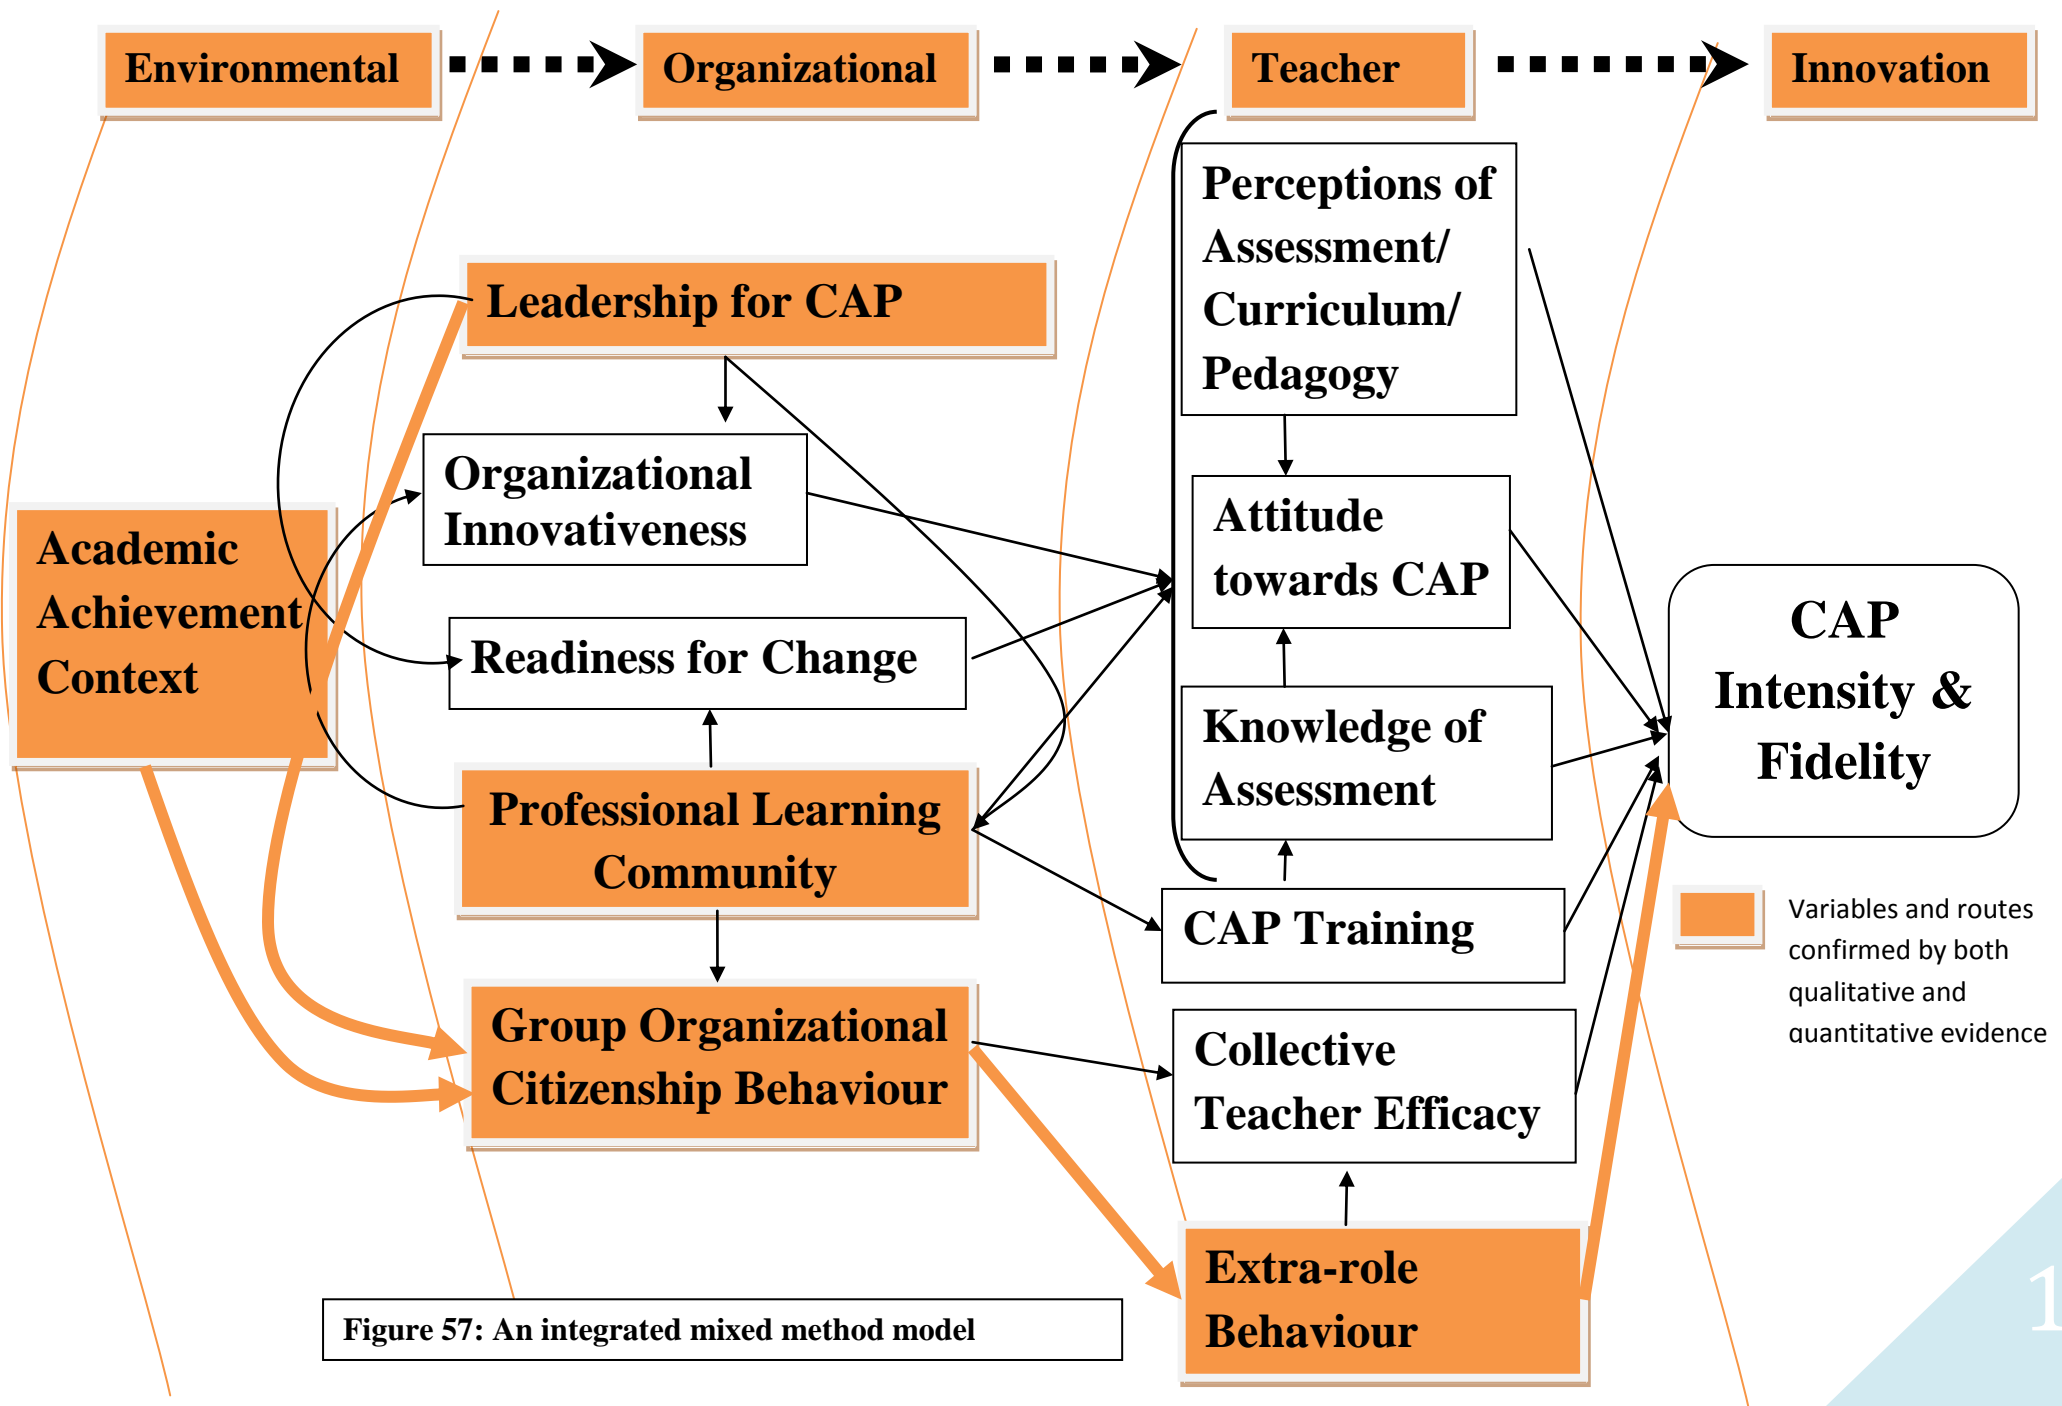 Environmental
Organizational
Teacher
Innovation
Perceptions of
Assessment/
Curriculum/
Pedagogy
Leadership for CAP
Organizational
Innovativeness
Attitude
towards CAP
Academic
Achievement
Context
CAP
Intensity &
Fidelity
Readiness for Change
Knowledge of
Assessment
Professional Learning
Community
CAP Training
Variables and routes
confirmed by both
qualitative and
quantitative evidence
Group Organizational
Citizenship Behaviour
Collective
Teacher Efficacy
Extra-role
Behaviour
Figure 57: An integrated mixed method model
1